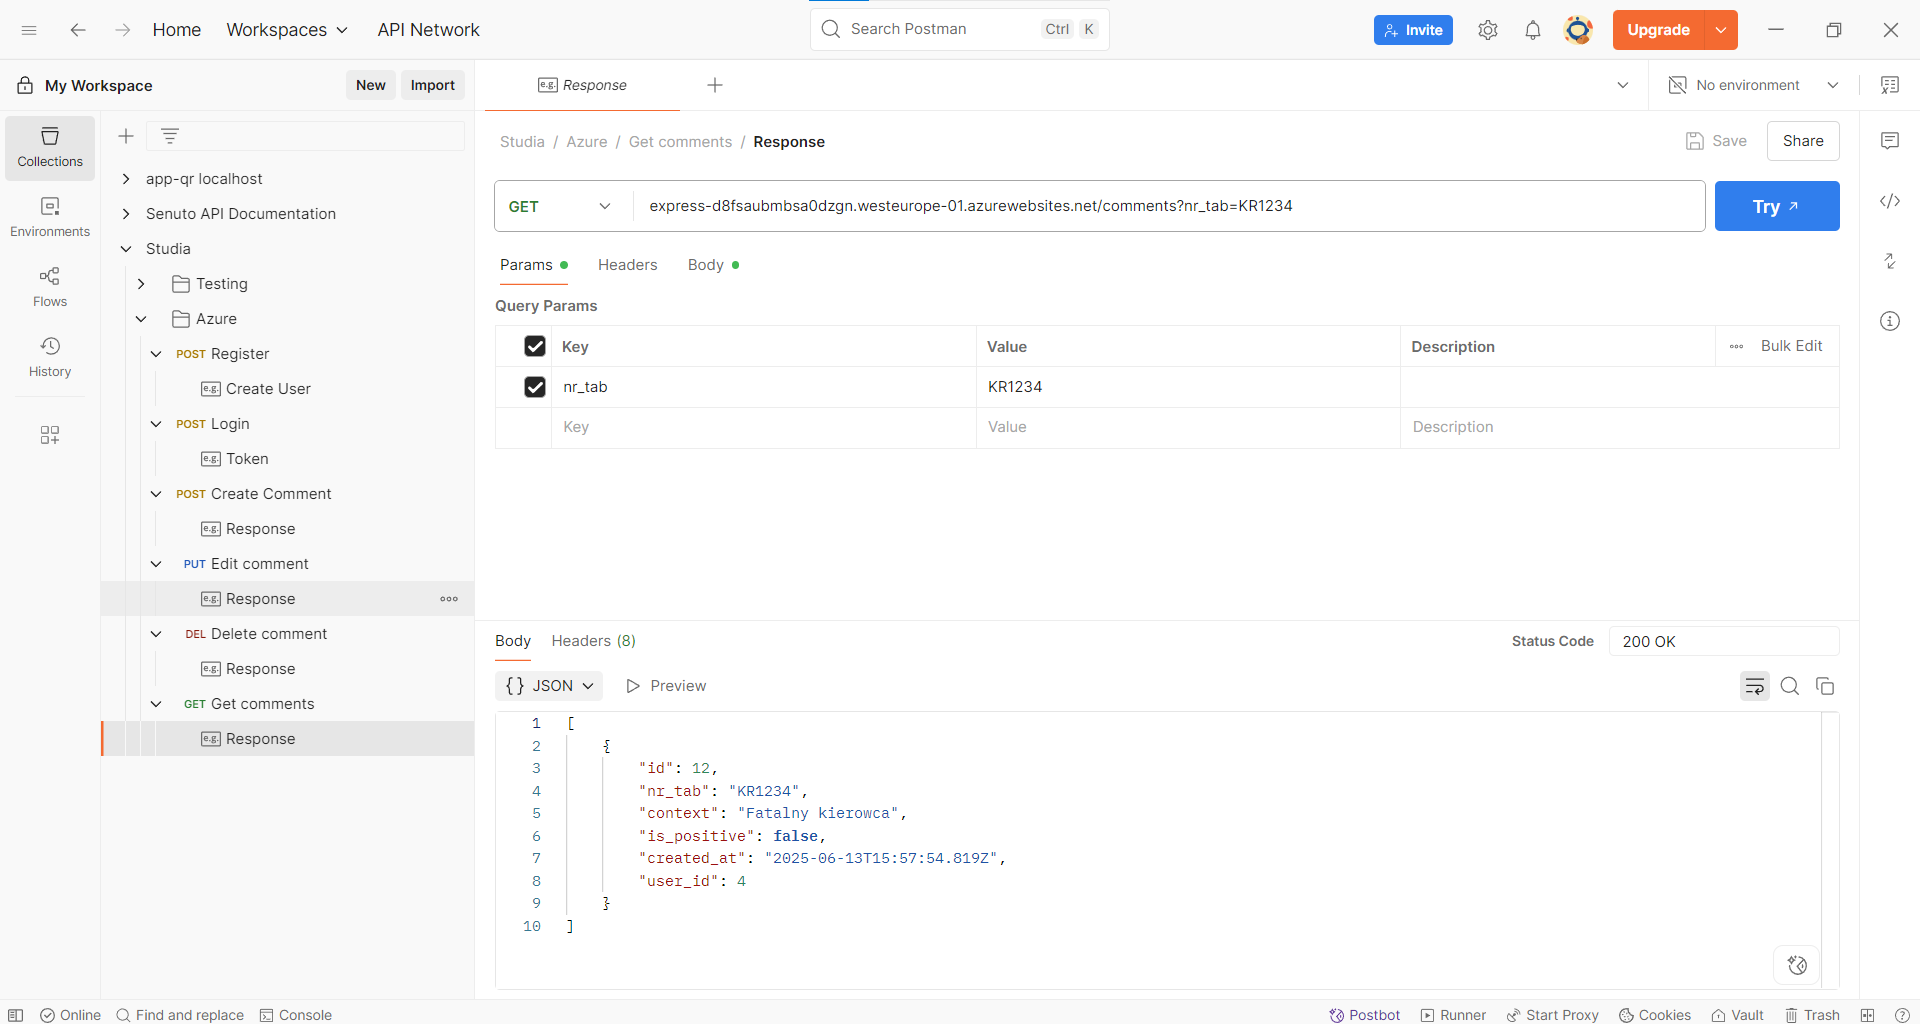 Home Workspaces API Network
Search Postman Ctrl K
Invite Upgrade
My Workspace New Import
e.g. Response
No environment
Collections
Environments
Flows
History
app-qr localhost
Senuto API Documentation
Studia
Testing
Azure
POST Register
e.g. Create User
POST Login
e.g. Token
POST Create Comment
e.g. Response
PUT Edit comment
e.g. Response
DEL Delete comment
e.g. Response
GET Get comments
e.g. Response
Studia / Azure / Get comments / Response
Save Share
GET express-d8fsaubmbsa0dzgn.westeurope-01.azurewebsites.net/comments?nr_tab=KR1234
Try
Params Headers Body
Query Params
Key Value Description Bulk Edit
nr_tab KR1234
Key Value Description
Body Headers (8) Status Code 200 OK
{} JSON Preview
1 [
2 {
3 "id": 12,
4 "nr_tab": "KR1234",
5 "context": "Fatalny kierowca",
6 "is_positive": false,
7 "created_at": "2025-06-13T15:57:54.819Z",
8 "user_id": 4
9 }
10 ]
Online Find and replace Console Postbot Runner Start Proxy Cookies Vault Trash